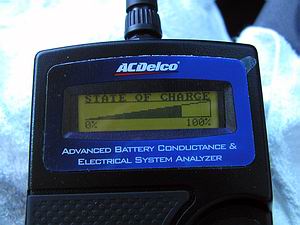 ACDelco
STATE OF CHARGE
0% 100%
ADVANCED BATTERY CONDUCTANCE &
ELECTRICAL SYSTEM ANALYZER